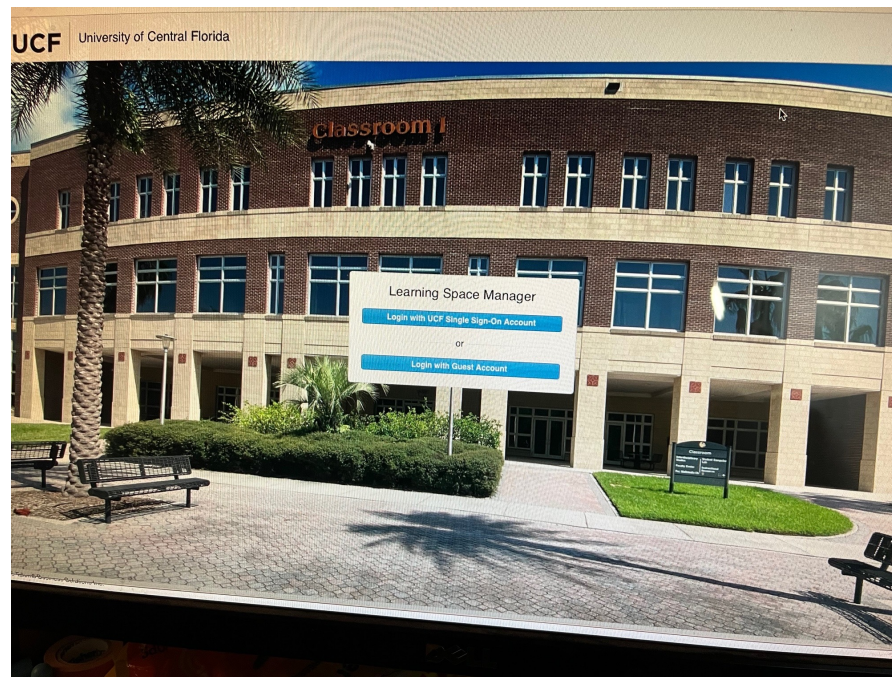 UCF University of Central Florida
Classroom I
Learning Space Manager
Login with UCF Single Sign-On Account
or
Login with Guest Account
Classroom